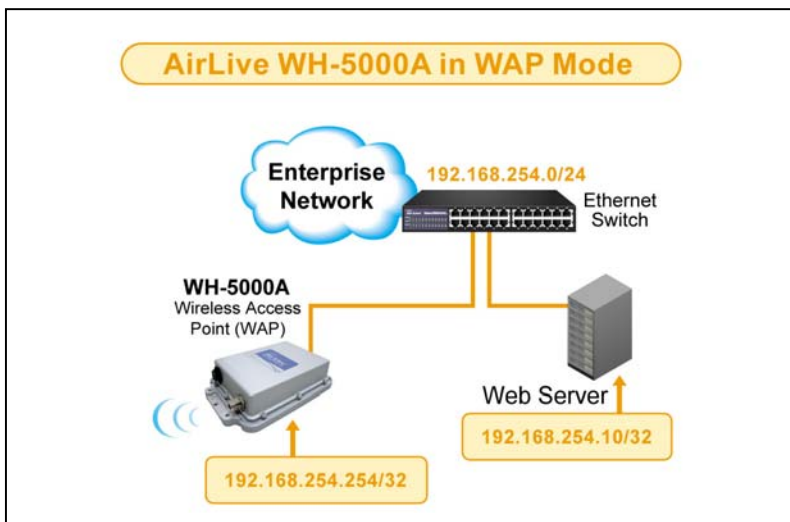 AirLive WH-5000A in WAP Mode
Enterprise
Network
192.168.254.0/24
Ethernet
Switch
WH-5000A
Wireless Access
Point (WAP)
Web Server
192.168.254.10/32
192.168.254.254/32